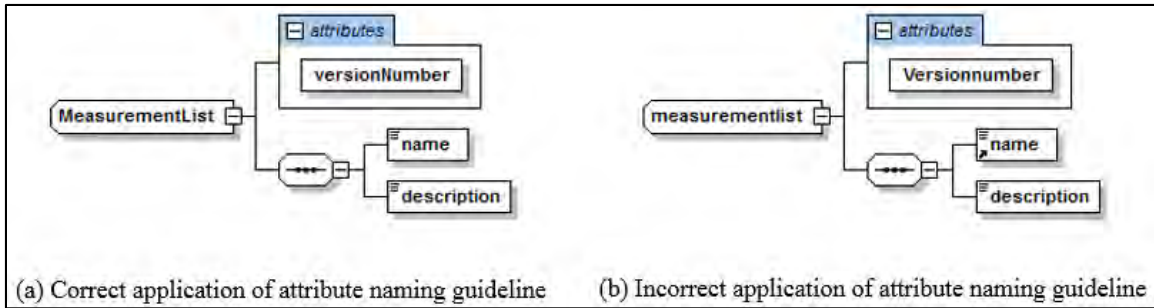 attributes
versionNumber
MeasurementList
name
description
(a) Correct application of attribute naming guideline
attributes
Versionnumber
measurementlist
name
description
(b) Incorrect application of attribute naming guideline